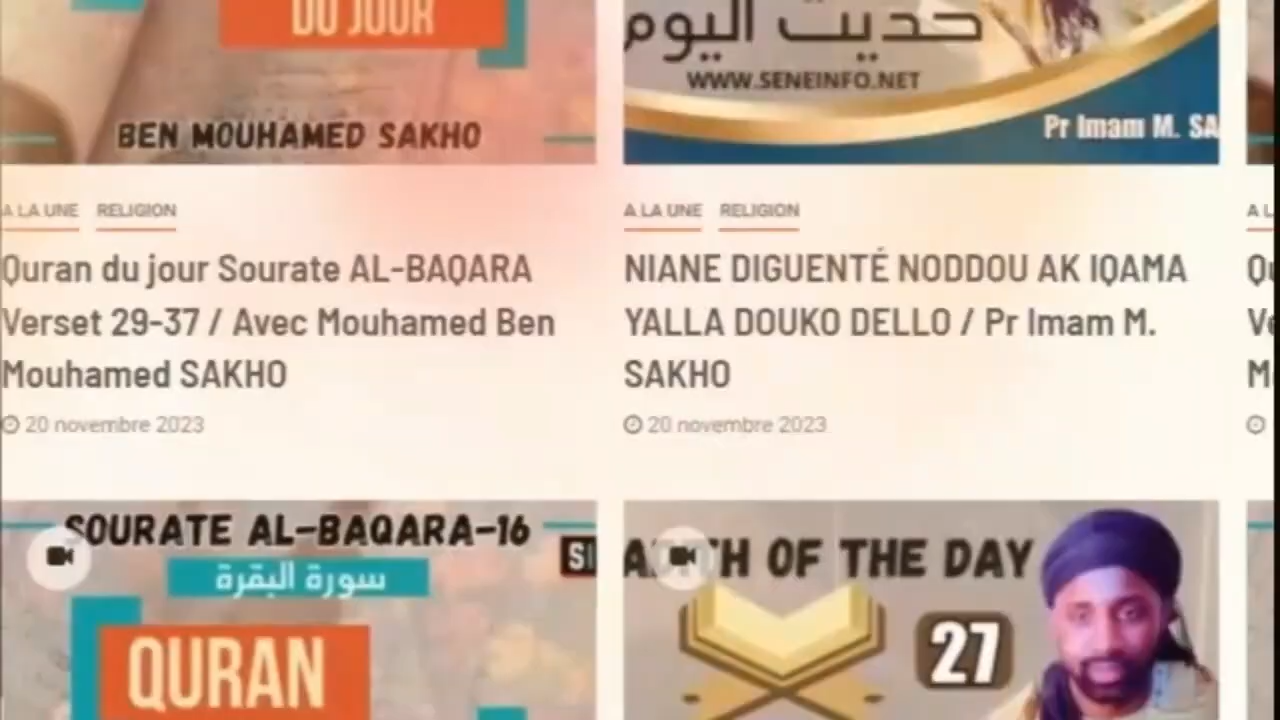 DU JOUR
BEN MOUHAMED SAKHO
حديث اليوم
WWW.SENEINFO.NET
Pr Imam M. SA
A LA UNE RELIGION
Quran du jour Sourate AL-BAQARA
Verset 29-37 / Avec Mouhamed Ben
Mouhamed SAKHO
20 novembre 2023
A LA UNE RELIGION
NIANE DIGUENTÉ NODDOU AK IQAMA
YALLA DOUKO DELLO / Pr Imam M.
SAKHO
20 novembre 2023
SOURATE AL-BAQARA-16
سورة البقرة
QURAN
OF THE DAY
27